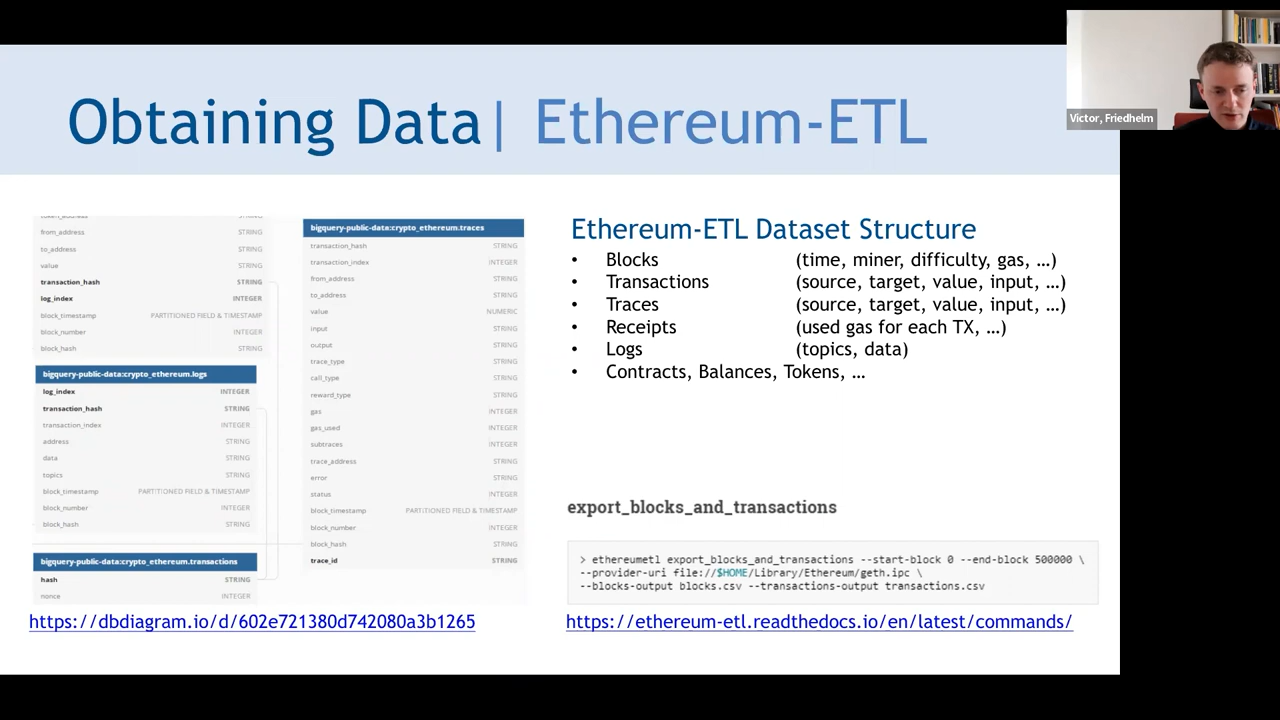 Obtaining Data| Ethereum-ETL
Victor, Friedhelm
token_address STRING
from_address STRING
to_address STRING
value STRING
transaction_hash STRING
log_index INTEGER
block_timestamp PARTITIONED FIELD & TIMESTAMP
block_number INTEGER
block_hash STRING
bigquery-public-data:crypto_ethereum.logs
log_index INTEGER
transaction_hash STRING
transaction_index INTEGER
address STRING
data STRING
topics STRING
block_timestamp PARTITIONED FIELD & TIMESTAMP
block_number INTEGER
block_hash STRING
bigquery-public-data:crypto_ethereum.transactions
hash STRING
nonce INTEGER
bigquery-public-data:crypto_ethereum.traces
transaction_hash STRING
transaction_index INTEGER
from_address STRING
to_address STRING
value NUMERIC
input STRING
output STRING
trace_type STRING
call_type STRING
reward_type STRING
gas INTEGER
gas_used INTEGER
subtraces INTEGER
trace_address STRING
error STRING
status INTEGER
block_timestamp PARTITIONED FIELD & TIMESTAMP
block_number INTEGER
block_hash STRING
trace_id STRING
https://dbdiagram.io/d/602e721380d742080a3b1265
Ethereum-ETL Dataset Structure
• Blocks (time, miner, difficulty, gas, …)
• Transactions (source, target, value, input, …)
• Traces (source, target, value, input, …)
• Receipts (used gas for each TX, …)
• Logs (topics, data)
• Contracts, Balances, Tokens, …
export_blocks_and_transactions
> ethereumetl export_blocks_and_transactions --start-block 0 --end-block 500000 \
--provider-uri file://$HOME/Library/Ethereum/geth.ipc \
--blocks-output blocks.csv --transactions-output transactions.csv
https://ethereum-etl.readthedocs.io/en/latest/commands/